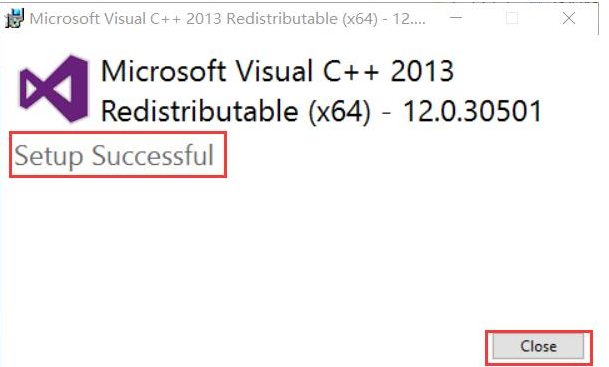 Microsoft Visual C++ 2013 Redistributable (x64) - 12....
Microsoft Visual C++ 2013
Redistributable (x64) - 12.0.30501
Setup Successful
Close